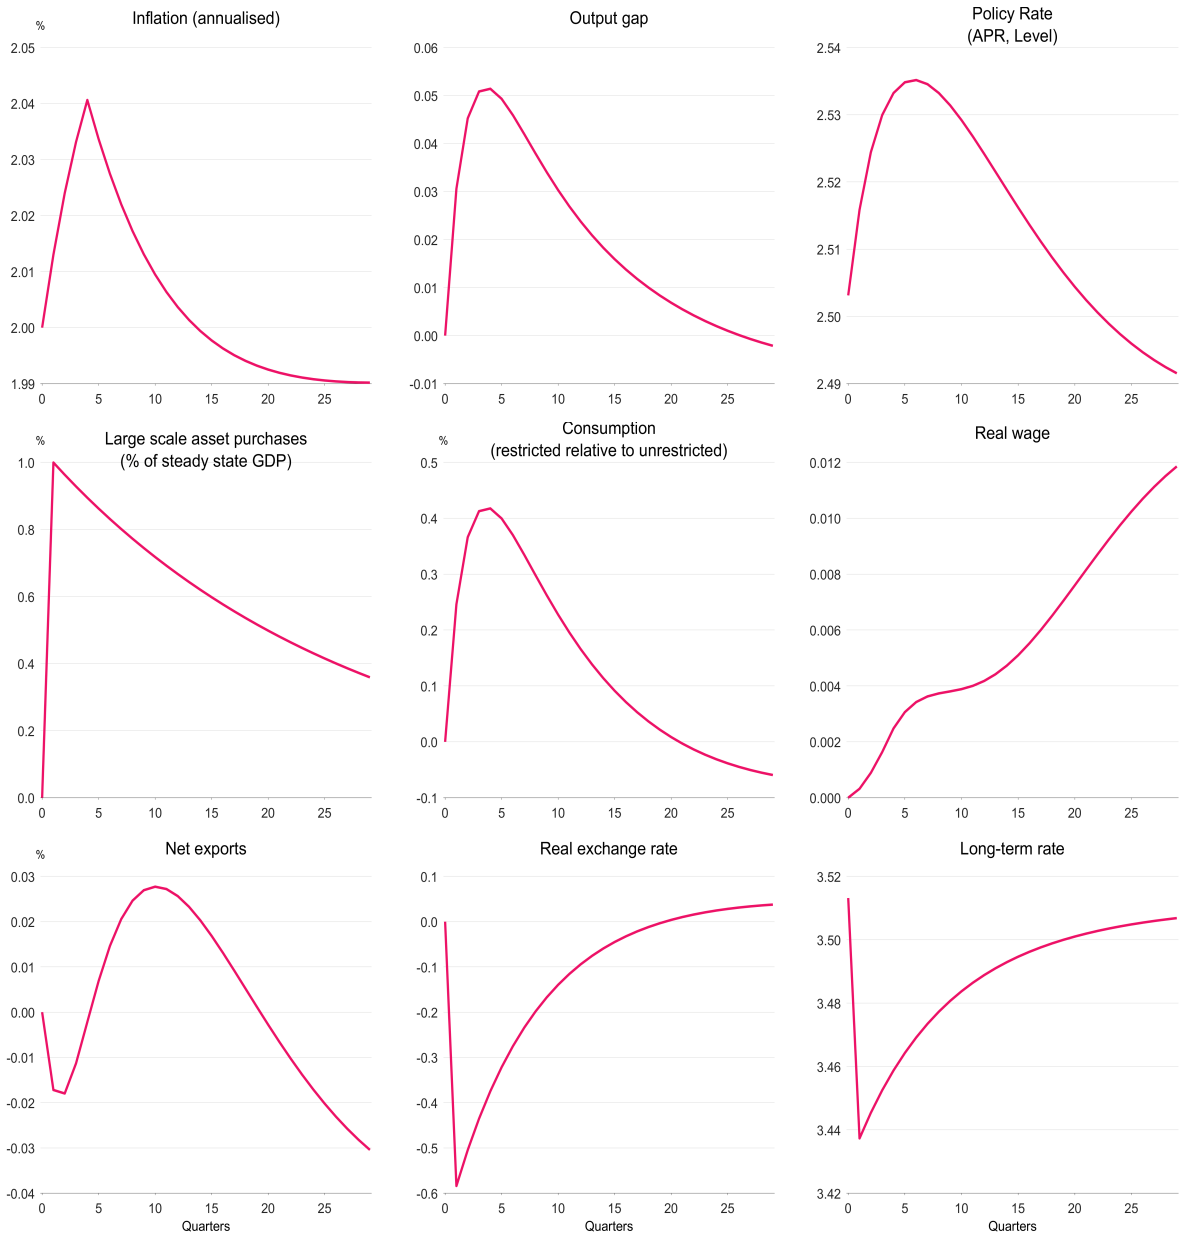 Inflation (annualised)
%
2.05
2.04
2.03
2.02
2.01
2.00
1.99
0 5 10 15 20 25
Output gap
0.06
0.05
0.04
0.03
0.02
0.01
0.00
-0.01
0 5 10 15 20 25
Policy Rate
(APR, Level)
2.54
2.53
2.52
2.51
2.50
2.49
0 5 10 15 20 25
Large scale asset purchases
(% of steady state GDP)
%
1.0
0.8
0.6
0.4
0.2
0.0
0 5 10 15 20 25
Consumption
(restricted relative to unrestricted)
%
0.5
0.4
0.3
0.2
0.1
0.0
-0.1
0 5 10 15 20 25
Real wage
0.012
0.010
0.008
0.006
0.004
0.002
0.000
0 5 10 15 20 25
Net exports
%
0.03
0.02
0.01
0.00
-0.01
-0.02
-0.03
-0.04
0 5 10 15 20 25
Quarters
Real exchange rate
0.1
0.0
-0.1
-0.2
-0.3
-0.4
-0.5
-0.6
0 5 10 15 20 25
Quarters
Long-term rate
3.52
3.50
3.48
3.46
3.44
3.42
0 5 10 15 20 25
Quarters